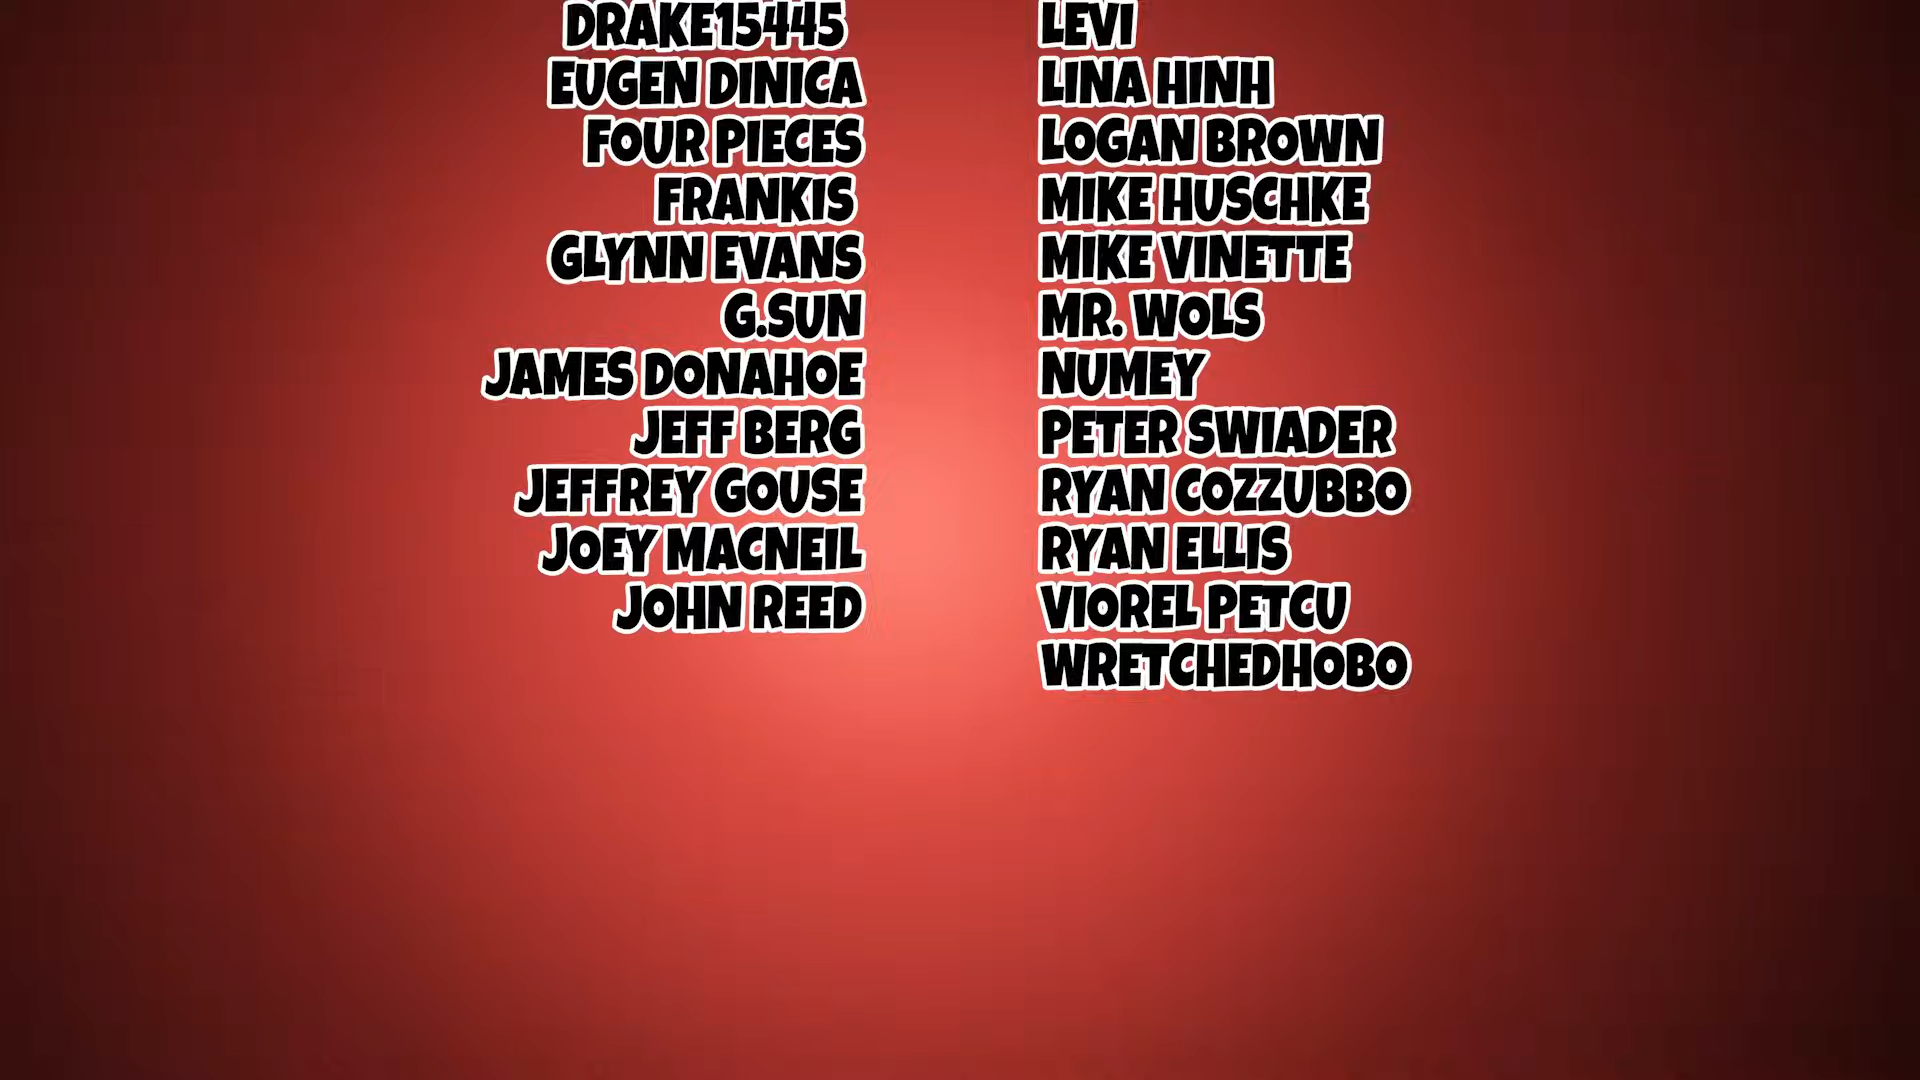 DRAKE15445
EUGEN DINICA
FOUR PIECES
FRANKIS
GLYNN EVANS
G.SUN
JAMES DONAHOE
JEFF BERG
JEFFREY GOUSE
JOEY MACNEIL
JOHN REED
LEVI
LINA HINH
LOGAN BROWN
MIKE HUSCHKE
MIKE VINETTE
MR. WOLS
NUMEY
PETER SWIADER
RYAN COZZUBBO
RYAN ELLIS
VIOREL PETCU
WRETCHEDHOBO